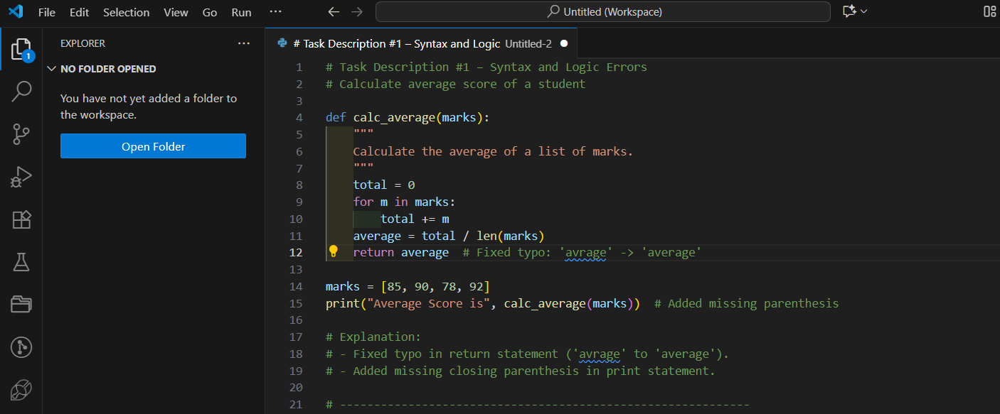 File Edit Selection View Go Run ···
Untitled (Workspace)
EXPLORER ···
1
NO FOLDER OPENED
You have not yet added a folder to
the workspace.
Open Folder
# Task Description #1 – Syntax and Logic Untitled-2
1 # Task Description #1 – Syntax and Logic Errors
2 # Calculate average score of a student
3
4 def calc_average(marks):
5 """
6 Calculate the average of a list of marks.
7 """
8 total = 0
9 for m in marks:
10 total += m
11 average = total / len(marks)
12 return average # Fixed typo: 'avrage' -> 'average'
13
14 marks = [85, 90, 78, 92]
15 print("Average Score is", calc_average(marks)) # Added missing parenthesis
16
17 # Explanation:
18 # - Fixed typo in return statement ('avrage' to 'average').
19 # - Added missing closing parenthesis in print statement.
20
21 # ------------------------------------------------------------